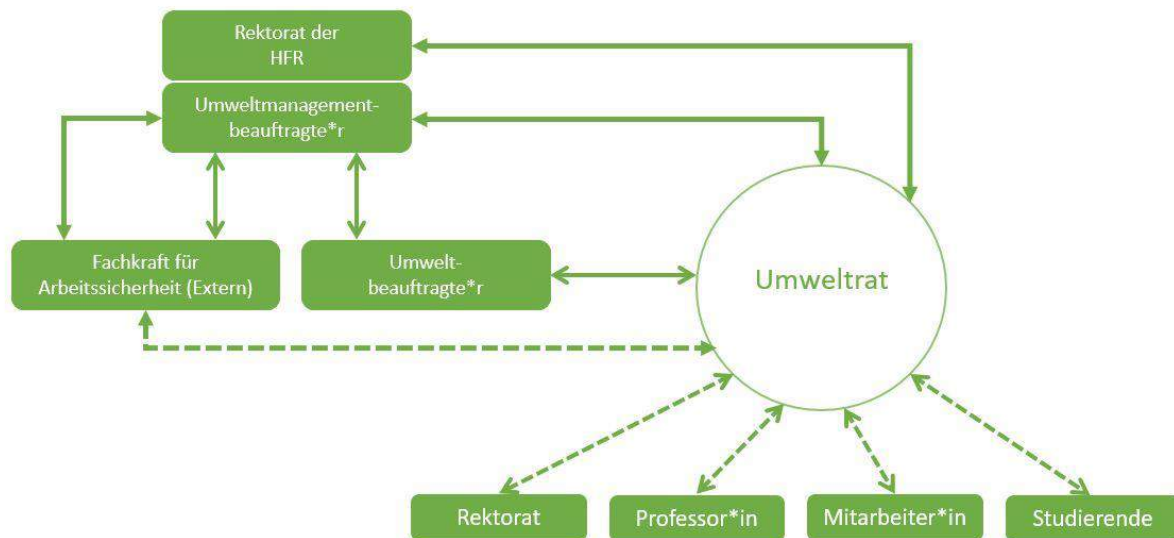 Rektorat der
HFR
Umweltmanagement-
beauftragte*r
Fachkraft für
Arbeitssicherheit (Extern)
Umwelt-
beauftragte*r
Umweltrat
Rektorat
Professor*in
Mitarbeiter*in
Studierende